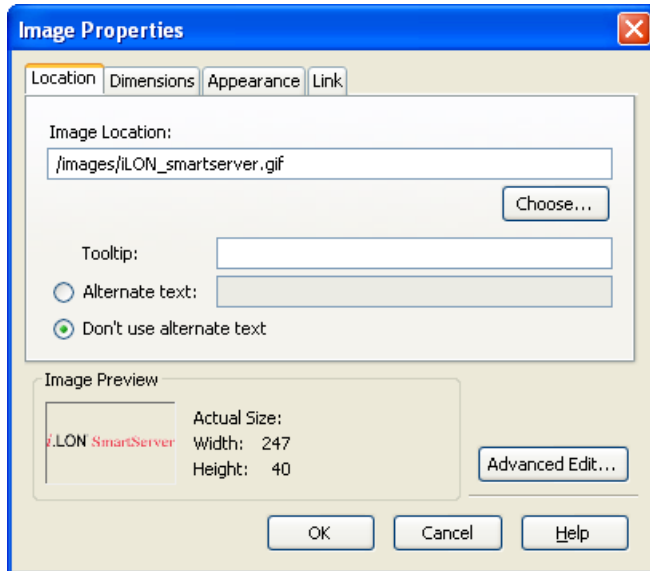 Image Properties
Location Dimensions Appearance Link
Image Location:
/images/iLON_smartserver.gif
Choose...
Tooltip:
Alternate text:
Don't use alternate text
Image Preview
i.LON SmartServer
Actual Size:
Width: 247
Height: 40
Advanced Edit...
OK Cancel Help